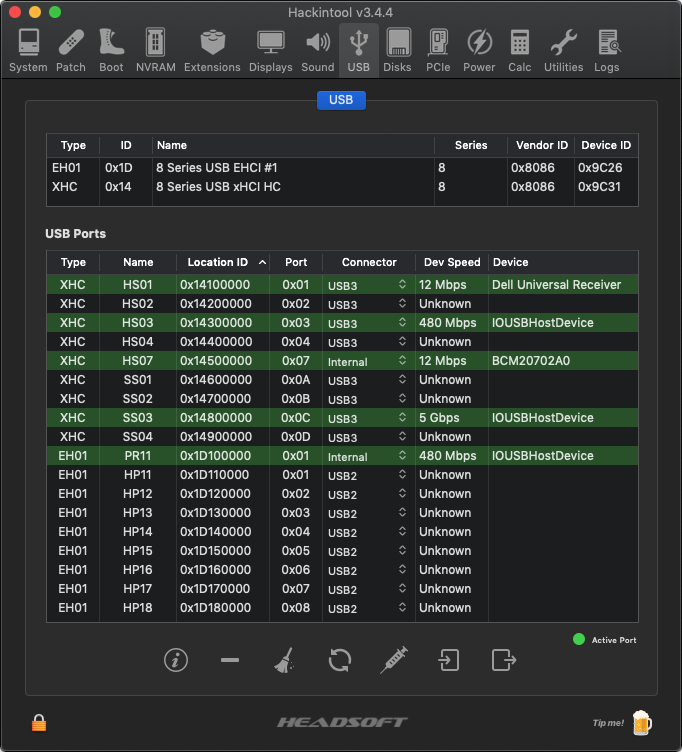 Hackintool v3.4.4
System Patch Boot NVRAM Extensions Displays Sound USB Disks PCIe Power Calc Utilities Logs
USB
Type ID Name Series Vendor ID Device ID
EH01 0x1D 8 Series USB EHCI #1 8 0x8086 0x9C26
XHC 0x14 8 Series USB xHCI HC 8 0x8086 0x9C31
USB Ports
Type Name Location ID Port Connector Dev Speed Device
XHC HS01 0x14100000 0x01 USB3 12 Mbps Dell Universal Receiver
XHC HS02 0x14200000 0x02 USB3 Unknown
XHC HS03 0x14300000 0x03 USB3 480 Mbps IOUSBHostDevice
XHC HS04 0x14400000 0x04 USB3 Unknown
XHC HS07 0x14500000 0x07 Internal 12 Mbps BCM20702A0
XHC SS01 0x14600000 0x0A USB3 Unknown
XHC SS02 0x14700000 0x0B USB3 Unknown
XHC SS03 0x14800000 0x0C USB3 5 Gbps IOUSBHostDevice
XHC SS04 0x14900000 0x0D USB3 Unknown
EH01 PR11 0x1D100000 0x01 Internal 480 Mbps IOUSBHostDevice
EH01 HP11 0x1D110000 0x01 USB2 Unknown
EH01 HP12 0x1D120000 0x02 USB2 Unknown
EH01 HP13 0x1D130000 0x03 USB2 Unknown
EH01 HP14 0x1D140000 0x04 USB2 Unknown
EH01 HP15 0x1D150000 0x05 USB2 Unknown
EH01 HP16 0x1D160000 0x06 USB2 Unknown
EH01 HP17 0x1D170000 0x07 USB2 Unknown
EH01 HP18 0x1D180000 0x08 USB2 Unknown
Active Port
HEADSOFT
Tip me!